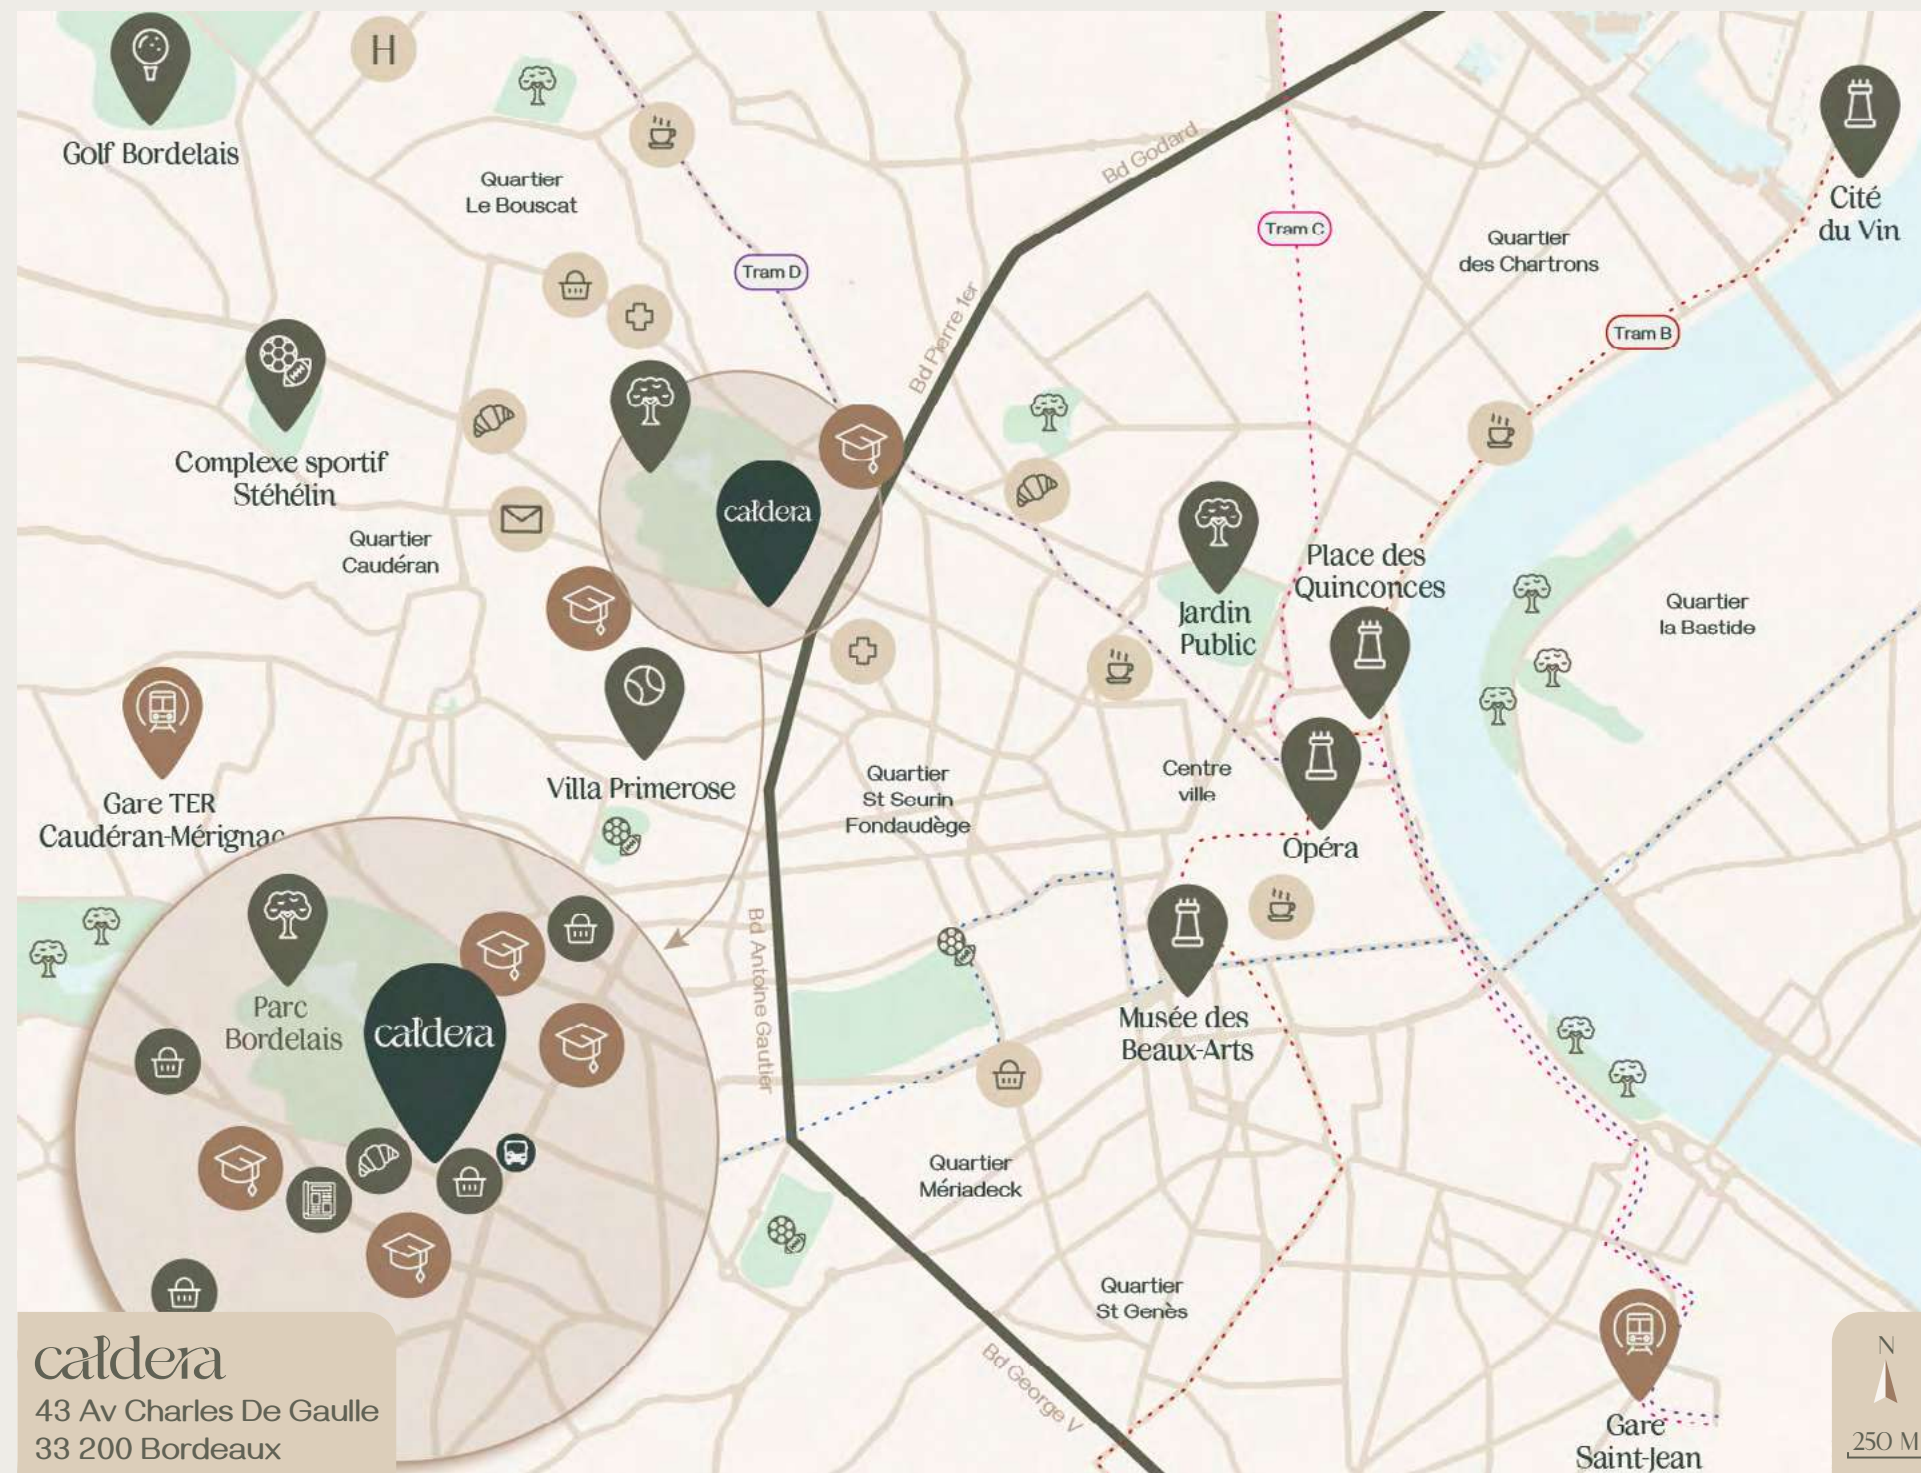 H
Golf Bordelais
Quartier
Le Bouscat
Bd Godard
Cité
du Vin
Tram C
Quartier
des Chartrons
Tram D
Bd Pierre 1er
Tram B
Complexe sportif
Stéhélin
caldera
Quartier
Caudéran
Place des
Quinconces
Jardin
Public
Quartier
la Bastide
Gare TER
Caudéran-Mérignac
Villa Primerose
Quartier
St Seurin
Fondaudège
Centre
ville
Opéra
Bd Antoine Gautier
Parc
Bordelais
caldera
Musée des
Beaux-Arts
Quartier
Mériadeck
Quartier
St Genès
Bd George V
Gare
Saint-Jean
caldera
43 Av Charles De Gaulle
33 200 Bordeaux
N
250 M